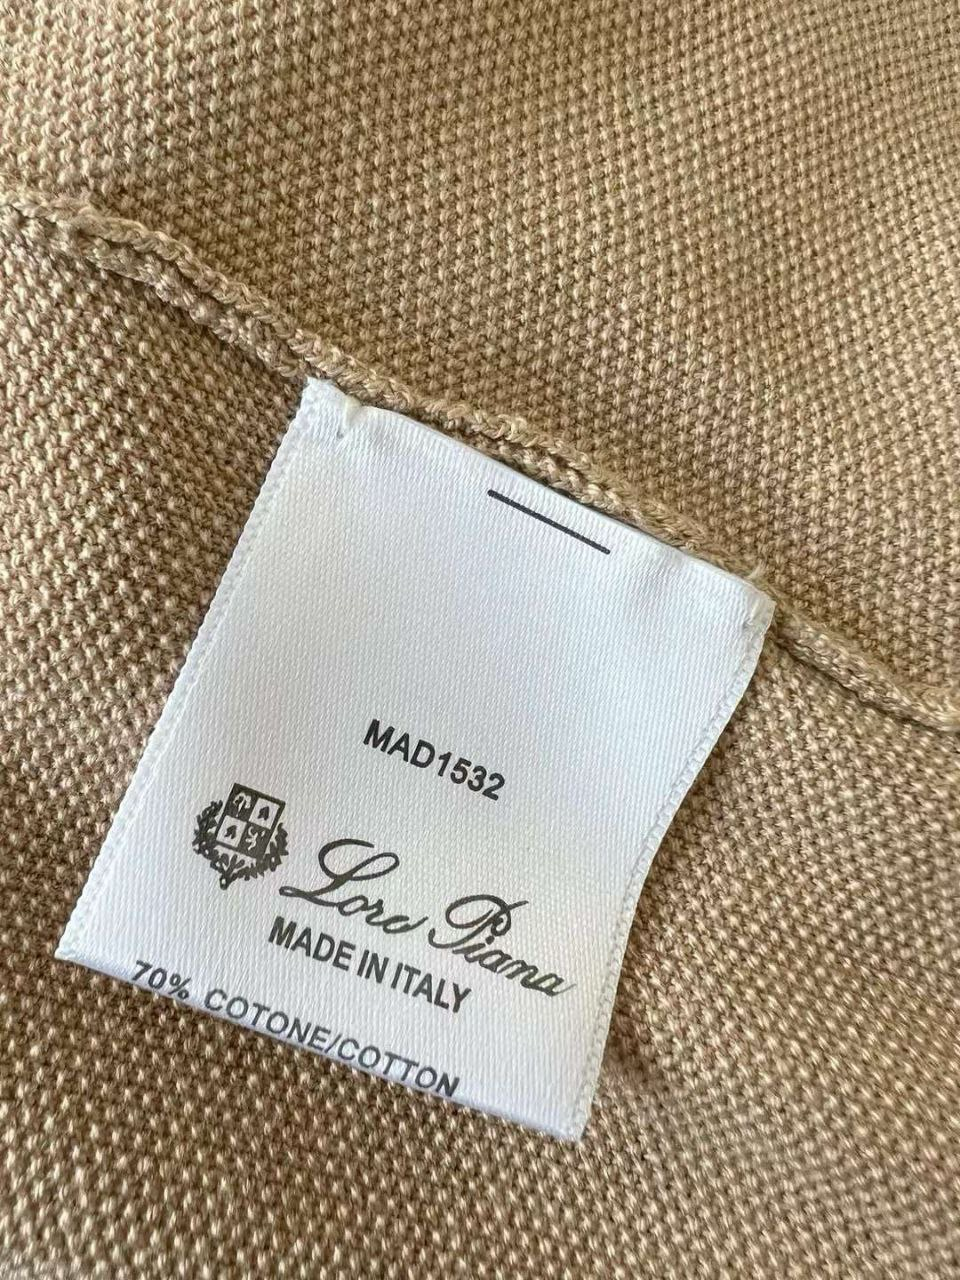 MAD1532
Loro Piana
MADE IN ITALY
70% COTONE/COTTON